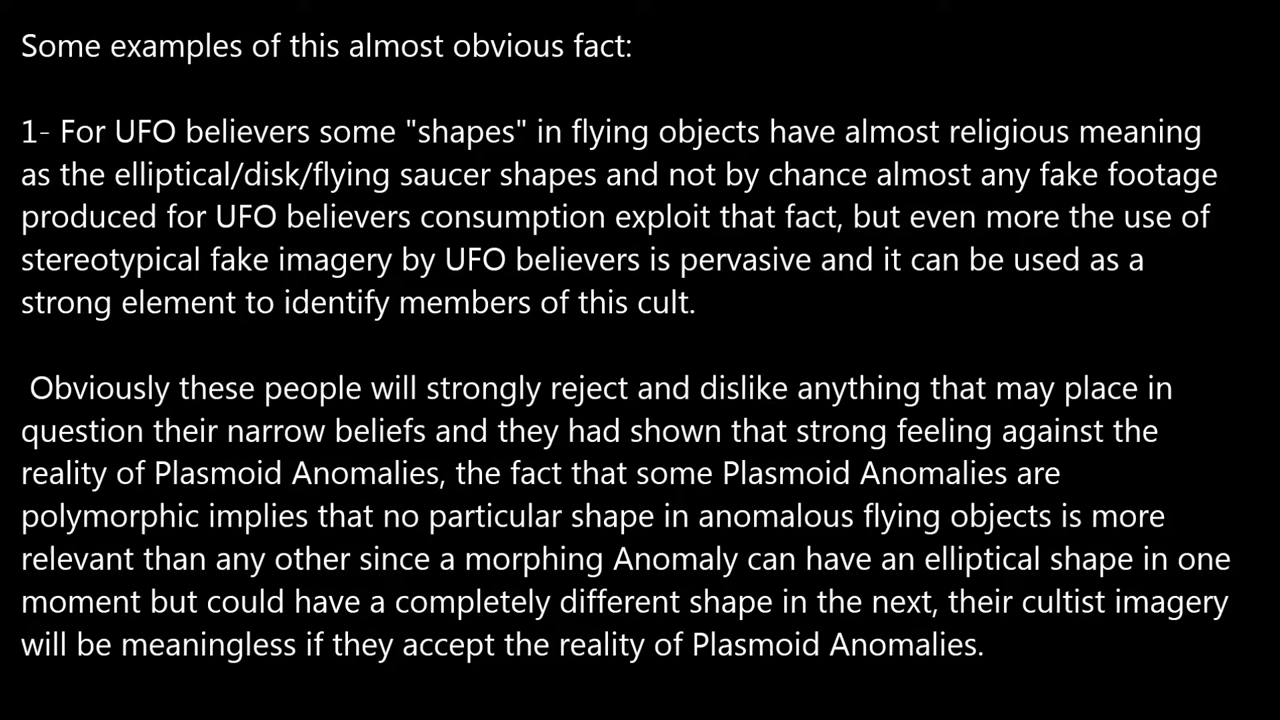 Some examples of this almost obvious fact:
1- For UFO believers some "shapes" in flying objects have almost religious meaning
as the elliptical/disk/flying saucer shapes and not by chance almost any fake footage
produced for UFO believers consumption exploit that fact, but even more the use of
stereotypical fake imagery by UFO believers is pervasive and it can be used as a
strong element to identify members of this cult.
Obviously these people will strongly reject and dislike anything that may place in
question their narrow beliefs and they had shown that strong feeling against the
reality of Plasmoid Anomalies, the fact that some Plasmoid Anomalies are
polymorphic implies that no particular shape in anomalous flying objects is more
relevant than any other since a morphing Anomaly can have an elliptical shape in one
moment but could have a completely different shape in the next, their cultist imagery
will be meaningless if they accept the reality of Plasmoid Anomalies.